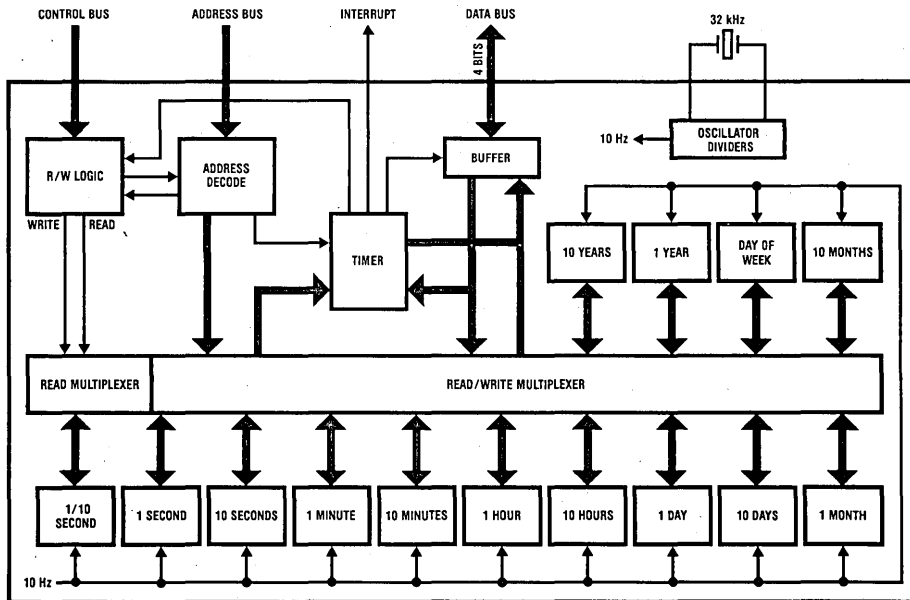 CONTROL BUS
ADDRESS BUS
INTERRUPT
DATA BUS
32 kHz
4 BITS
R/W LOGIC
ADDRESS
DECODE
BUFFER
10 Hz
OSCILLATOR
DIVIDERS
WRITE
READ
TIMER
10 YEARS
1 YEAR
DAY OF
WEEK
10 MONTHS
READ MULTIPLEXER
READ/WRITE MULTIPLEXER
1/10
SECOND
1 SECOND
10 SECONDS
1 MINUTE
10 MINUTES
1 HOUR
10 HOURS
1 DAY
10 DAYS
1 MONTH
10 Hz